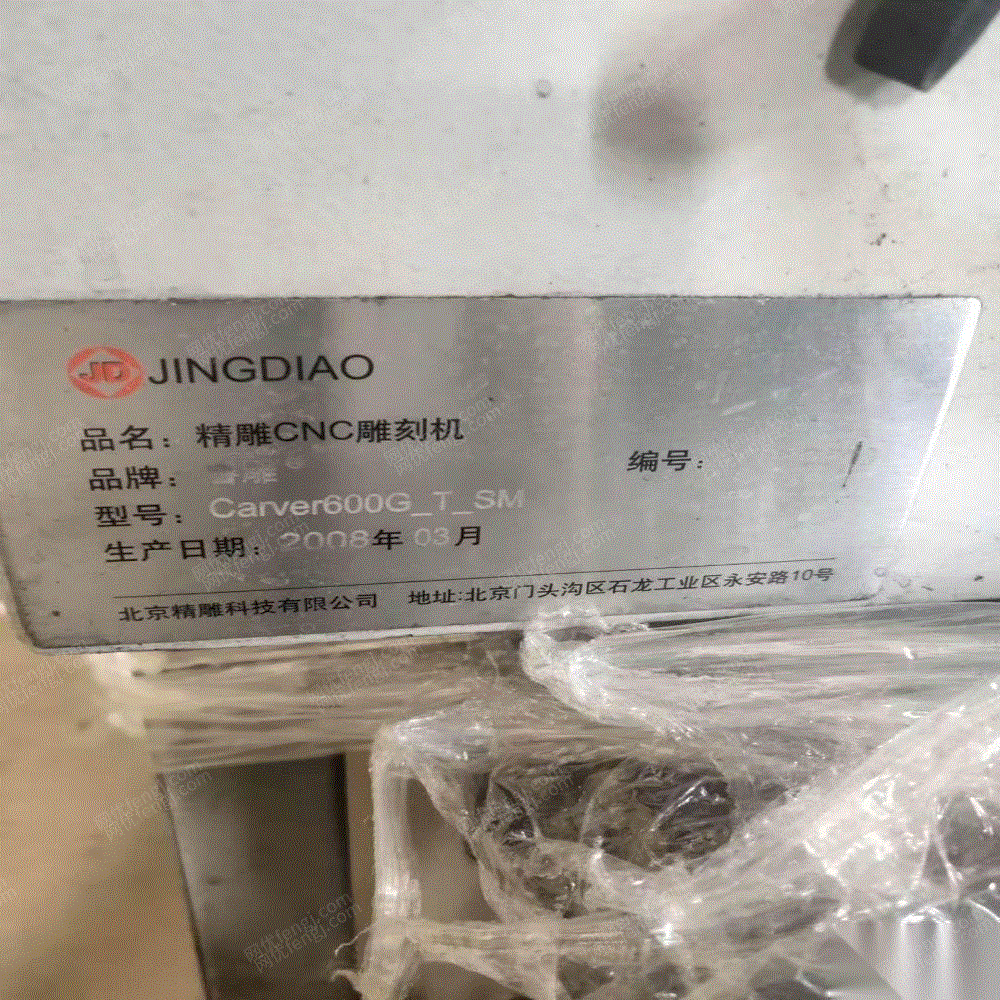 JD JINGDIAO
品名：精雕CNC雕刻机
品牌：
编号：
型号：Carver600G_T_SM
生产日期：2008年03月
北京精雕科技有限公司 地址:北京门头沟区石龙工业区永安路10号